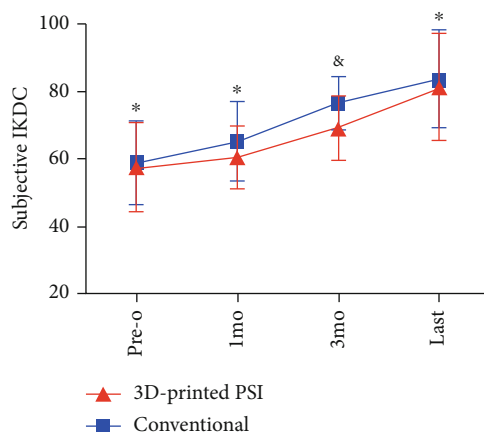 Subjective IKDC
100
80
60
40
20
*
*
&
*
Pre-o
1mo
3mo
Last
3D-printed PSI
Conventional